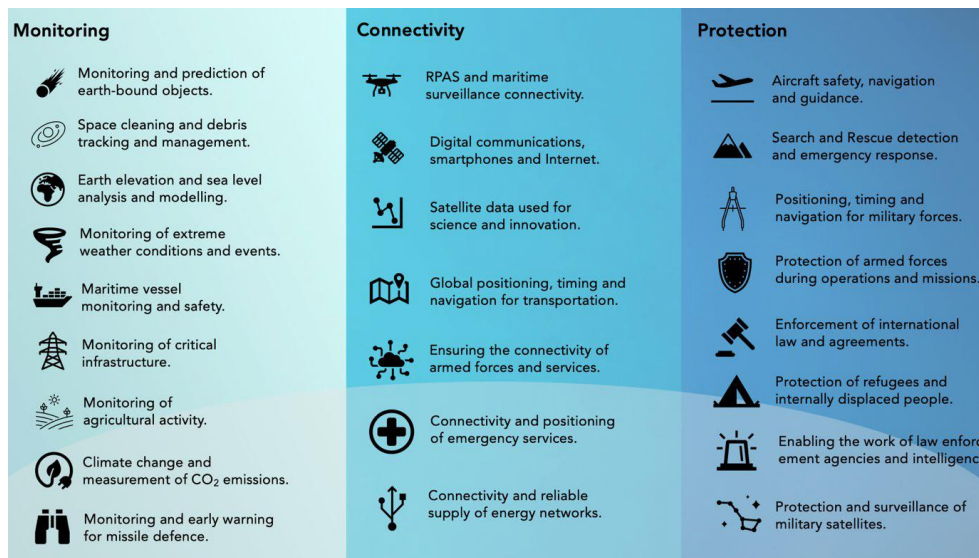 Monitoring
Monitoring and prediction of
earth-bound objects.
Space cleaning and debris
tracking and management.
Earth elevation and sea level
analysis and modelling.
Monitoring of extreme
weather conditions and events.
Maritime vessel
monitoring and safety.
Monitoring of critical
infrastructure.
Monitoring of
agricultural activity.
Climate change and
measurement of CO₂ emissions.
Monitoring and early warning
for missile defence.
Connectivity
RPAS and maritime
surveillance connectivity.
Digital communications,
smartphones and Internet.
Satellite data used for
science and innovation.
Global positioning, timing and
navigation for transportation.
Ensuring the connectivity of
armed forces and services.
Connectivity and positioning
of emergency services.
Connectivity and reliable
supply of energy networks.
Protection
Aircraft safety, navigation
and guidance.
Search and Rescue detection
and emergency response.
Positioning, timing and
navigation for military forces.
Protection of armed forces
during operations and missions.
Enforcement of international
law and agreements.
Protection of refugees and
internally displaced people.
Enabling the work of law enforc
ement agencies and intelligenc
Protection and surveillance of
military satellites.